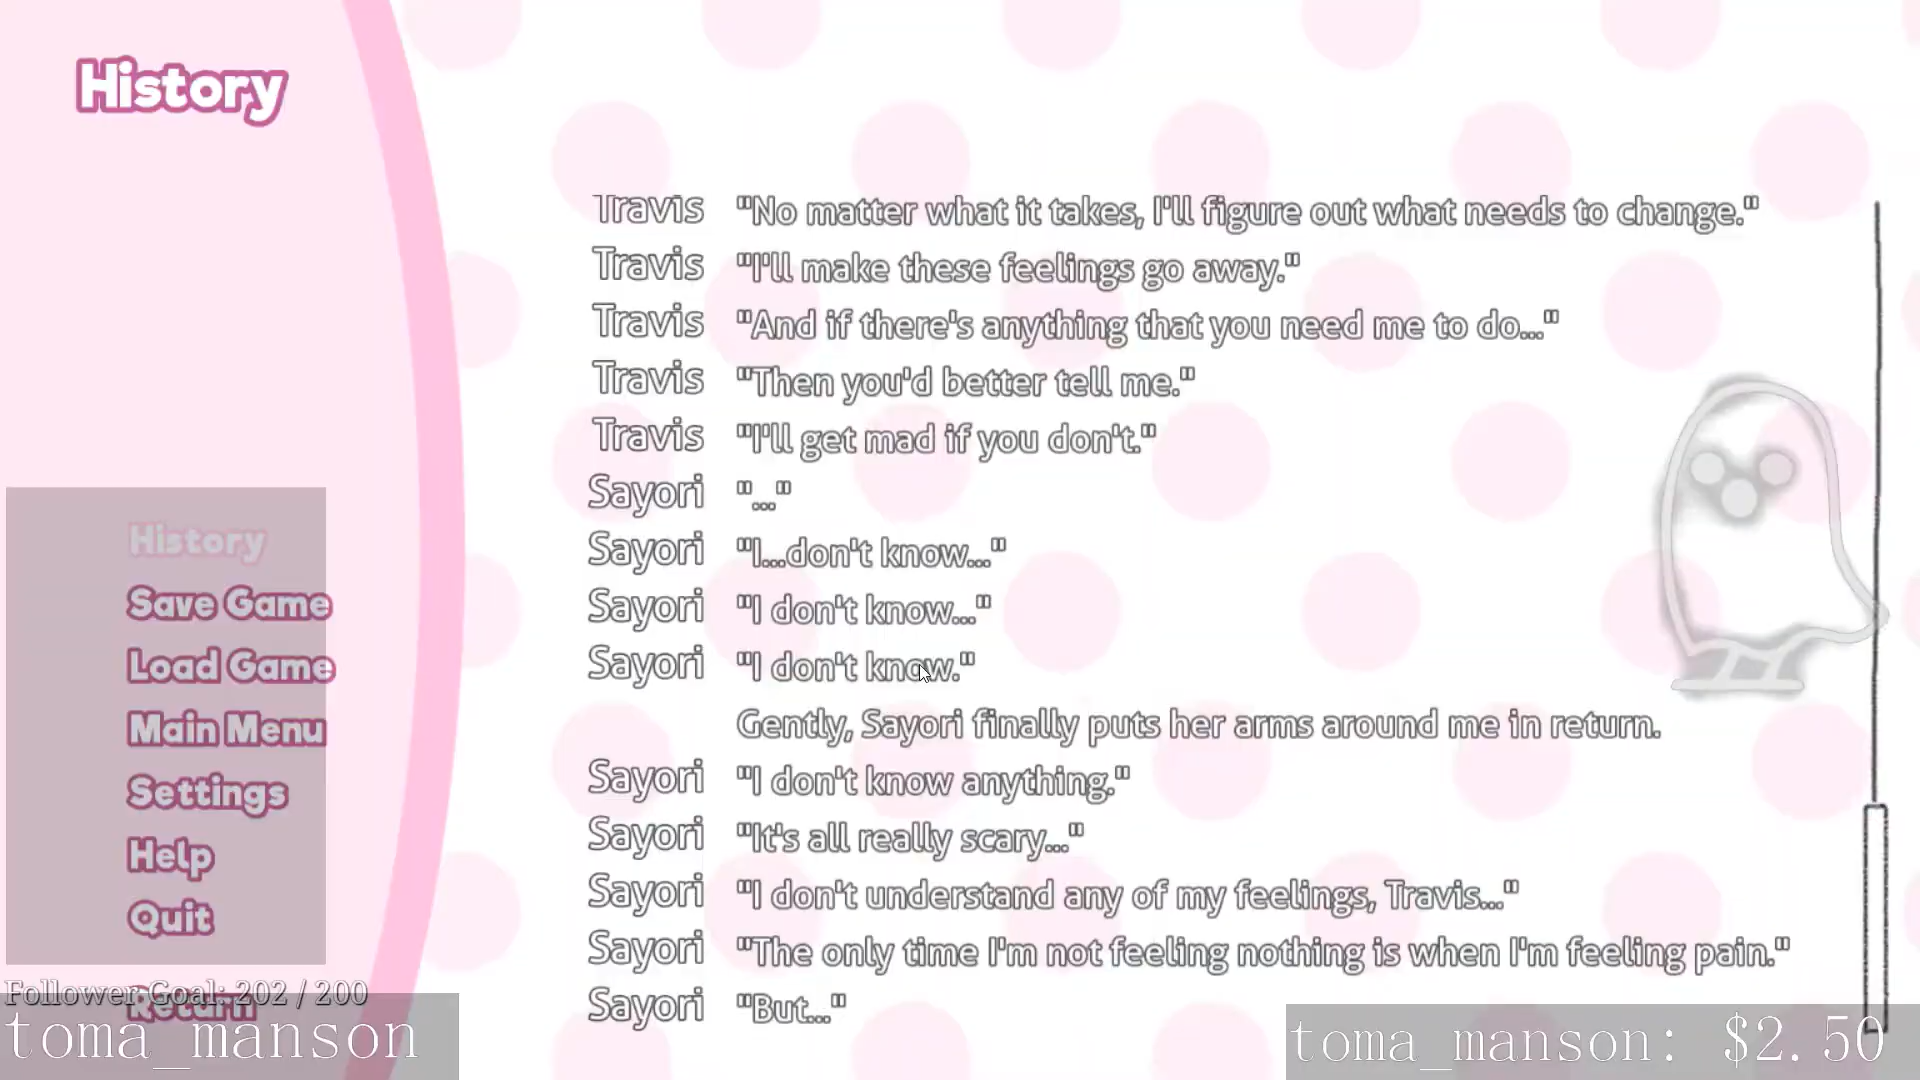 History
Travis "No matter what it takes, I'll figure out what needs to change."
Travis "I'll make these feelings go away."
Travis "And if there's anything that you need me to do..."
Travis "Then you'd better tell me."
Travis "I'll get mad if you don't."
Sayori "..."
Sayori "I...don't know..."
Sayori "I don't know..."
Sayori "I don't know."
Gently, Sayori finally puts her arms around me in return.
Sayori "I don't know anything."
Sayori "It's all really scary..."
Sayori "I don't understand any of my feelings, Travis..."
Sayori "The only time I'm not feeling nothing is when I'm feeling pain."
Sayori "But..."
History
Save Game
Load Game
Main Menu
Settings
Help
Quit
Return
Follower Goal: 202 / 200
toma_manson
toma_manson: $2.50